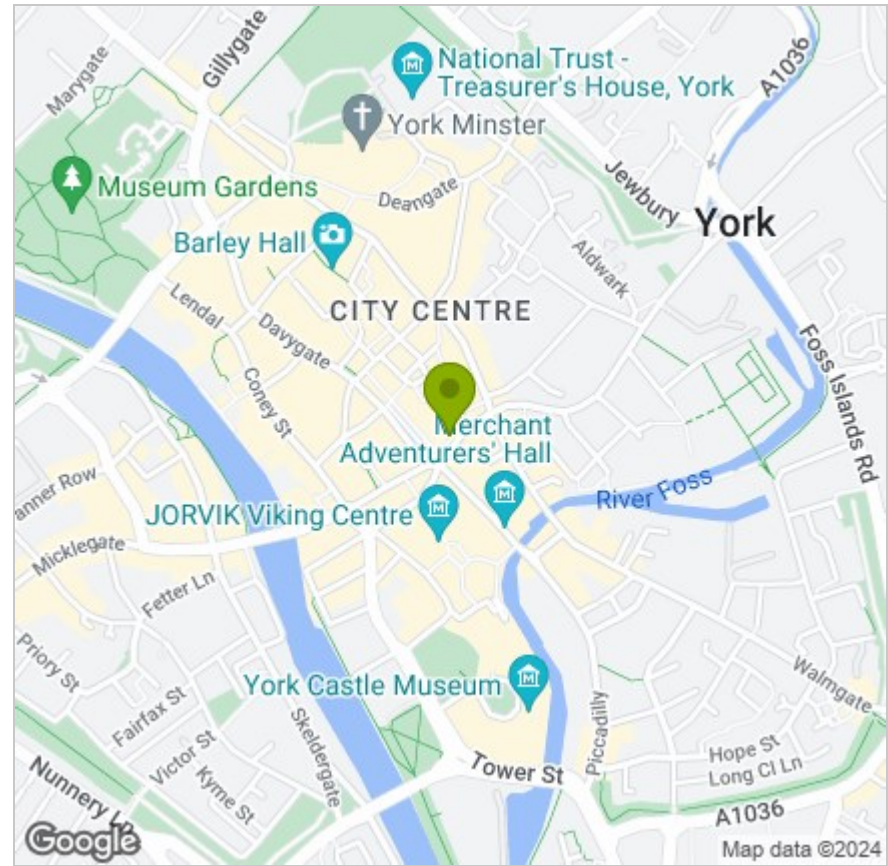 Marygate
Gillygate
National Trust -
Treasurer's House, York
A1036
York Minster
Jewbury
Museum Gardens
Deangate
York
Barley Hall
Aldwark
Lendal
CITY CENTRE
Davygate
Foss Islands Rd
Coney St
Merchant
Adventurers' Hall
anner Row
River Foss
JORVIK Viking Centre
Micklegate
Fetter Ln
Priory St
York Castle Museum
Walmgate
Fairfax St
Skeldergate
Piccadilly
Victor St
Hope St
Nunnery Ln
Kyme St
Tower St
Long Cl Ln
A1036
Google
Map data ©2024